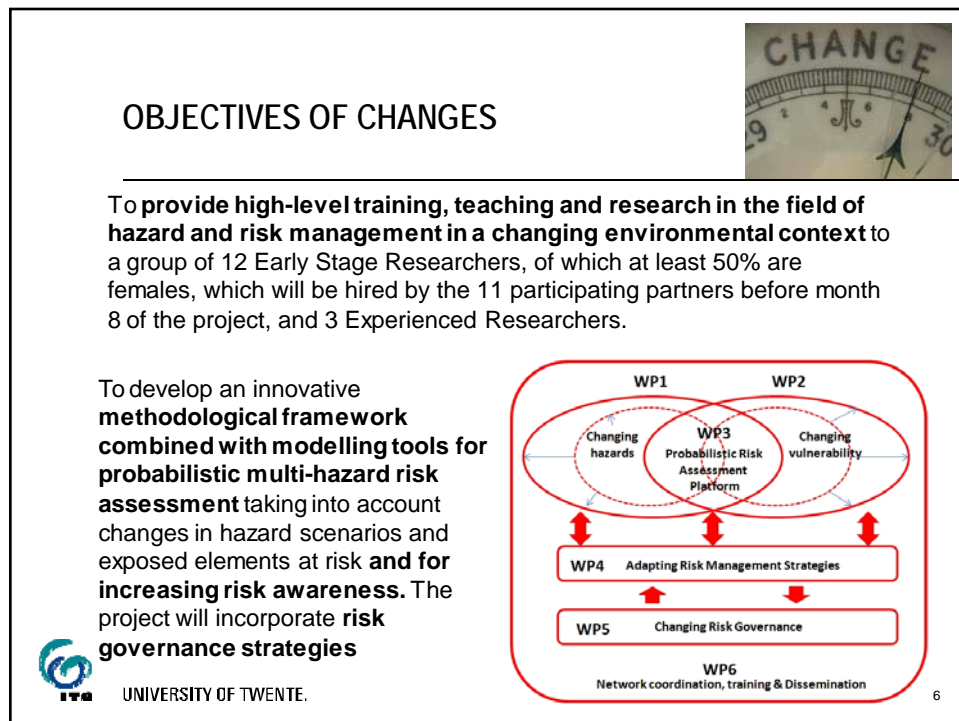 CHANGE
29
2
4
6
8
30
OBJECTIVES OF CHANGES
To provide high-level training, teaching and research in the field of
hazard and risk management in a changing environmental context to
a group of 12 Early Stage Researchers, of which at least 50% are
females, which will be hired by the 11 participating partners before month
8 of the project, and 3 Experienced Researchers.
To develop an innovative
methodological framework
combined with modelling tools for
probabilistic multi-hazard risk
assessment taking into account
changes in hazard scenarios and
exposed elements at risk and for
increasing risk awareness. The
project will incorporate risk
governance strategies
WP1
WP2
Changing
hazards
WP3
Probabilistic Risk
Assessment
Platform
Changing
vulnerability
WP4 Adapting Risk Management Strategies
WP5 Changing Risk Governance
WP6
Network coordination, training & Dissemination
ITC
UNIVERSITY OF TWENTE.
6